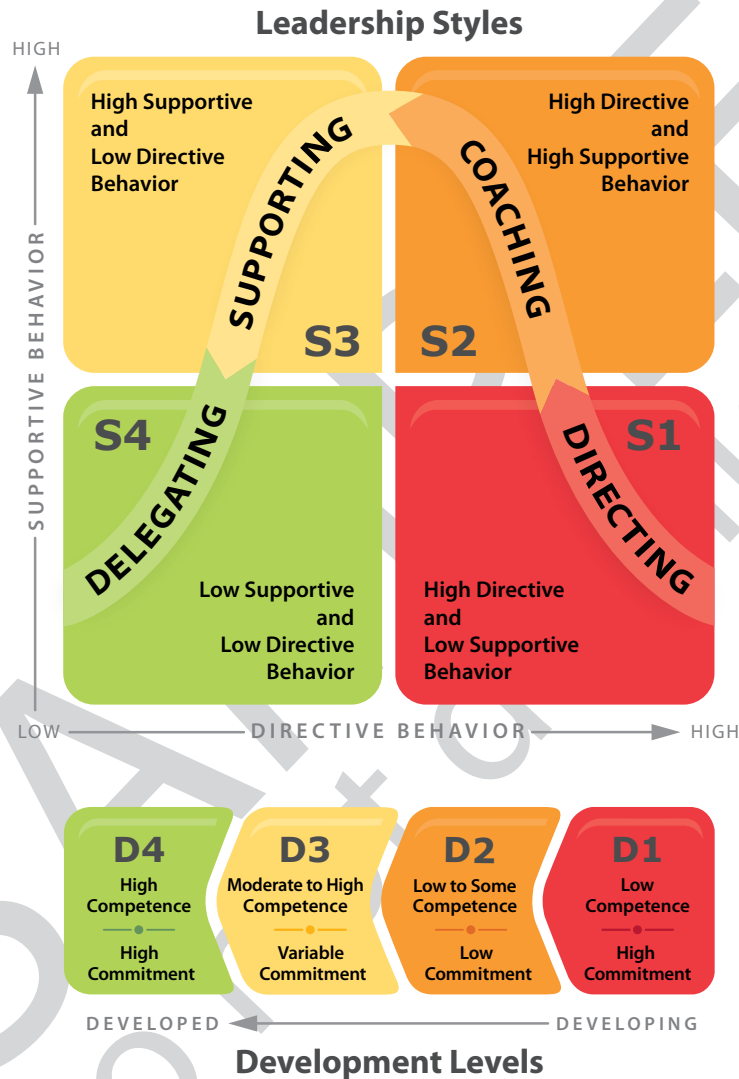 Leadership Styles
HIGH
High Supportive
and
Low Directive
Behavior
SUPPORTING
S3
High Directive
and
High Supportive
Behavior
COACHING
S2
SUPPORTIVE BEHAVIOR
S4
DELEGATING
Low Supportive
and
Low Directive
Behavior
S1
DIRECTING
High Directive
and
Low Supportive
Behavior
LOW
DIRECTIVE BEHAVIOR
HIGH
D4
High
Competence
High
Commitment
D3
Moderate to High
Competence
Variable
Commitment
D2
Low to Some
Competence
Low
Commitment
D1
Low
Competence
High
Commitment
DEVELOPED
DEVELOPING
Development Levels